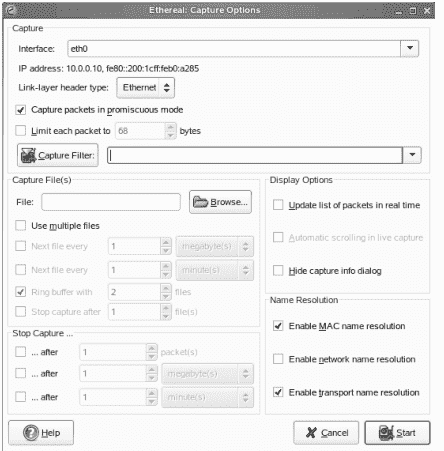 Ethereal: Capture Options
Capture
Interface: eth0
IP address: 10.0.0.10, fe80::200:1cff:feb0:a285
Link-layer header type: Ethernet
Capture packets in promiscuous mode
Limit each packet to 68 bytes
Capture Filter:
Capture File(s)
File: Browse...
Use multiple files
Next file every 1 megabyte(s)
Next file every 1 minute(s)
Ring buffer with 2 files
Stop capture after 1 file(s)
Stop Capture ...
... after 1 packet(s)
... after 1 megabyte(s)
... after 1 minute(s)
Display Options
Update list of packets in real time
Automatic scrolling in live capture
Hide capture info dialog
Name Resolution
Enable MAC name resolution
Enable network name resolution
Enable transport name resolution
Help
Cancel
Start